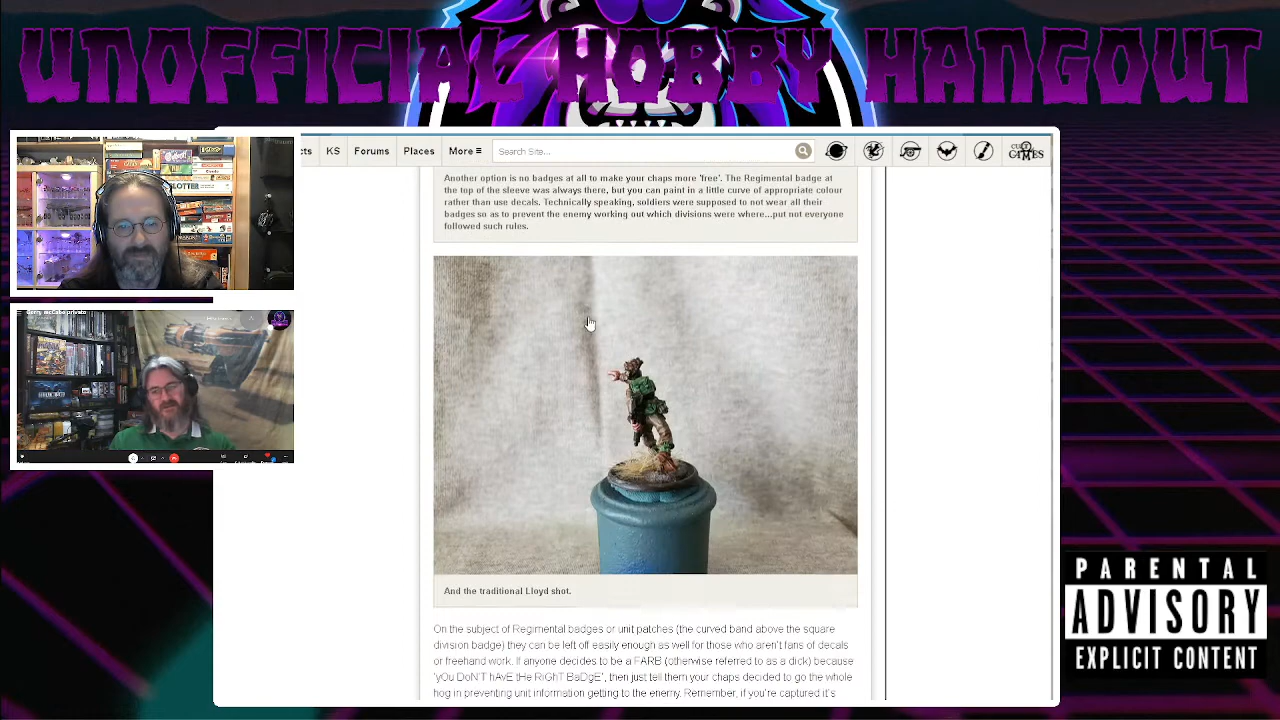 UNOFFICIAL HOBBY HANGOUT
cts KS Forums Places More ≡ Search Site... GAMES
Another option is no badges at all to make your chaps more 'free'. The Regimental badge at
the top of the sleeve was always there, but you can paint in a little curve of appropriate colour
rather than use decals. Technically speaking, soldiers were supposed to not wear all their
badges so as to prevent the enemy working out which divisions were where...put not everyone
followed such rules.
Gerry mcCabe privato
And the traditional Lloyd shot.
On the subject of Regimental badges or unit patches (the curved band above the square
division badge) they can be left off easily enough as well for those who aren't fans of decals
or freehand work. If anyone decides to be a FARB (otherwise referred to as a dick) because
'yOu DoN'T hAvE tHe RiGhT BaDgE', then just tell them your chaps decided to go the whole
hog in preventing unit information getting to the enemy. Remember, if you're captured it's
PARENTAL
ADVISORY
EXPLICIT CONTENT